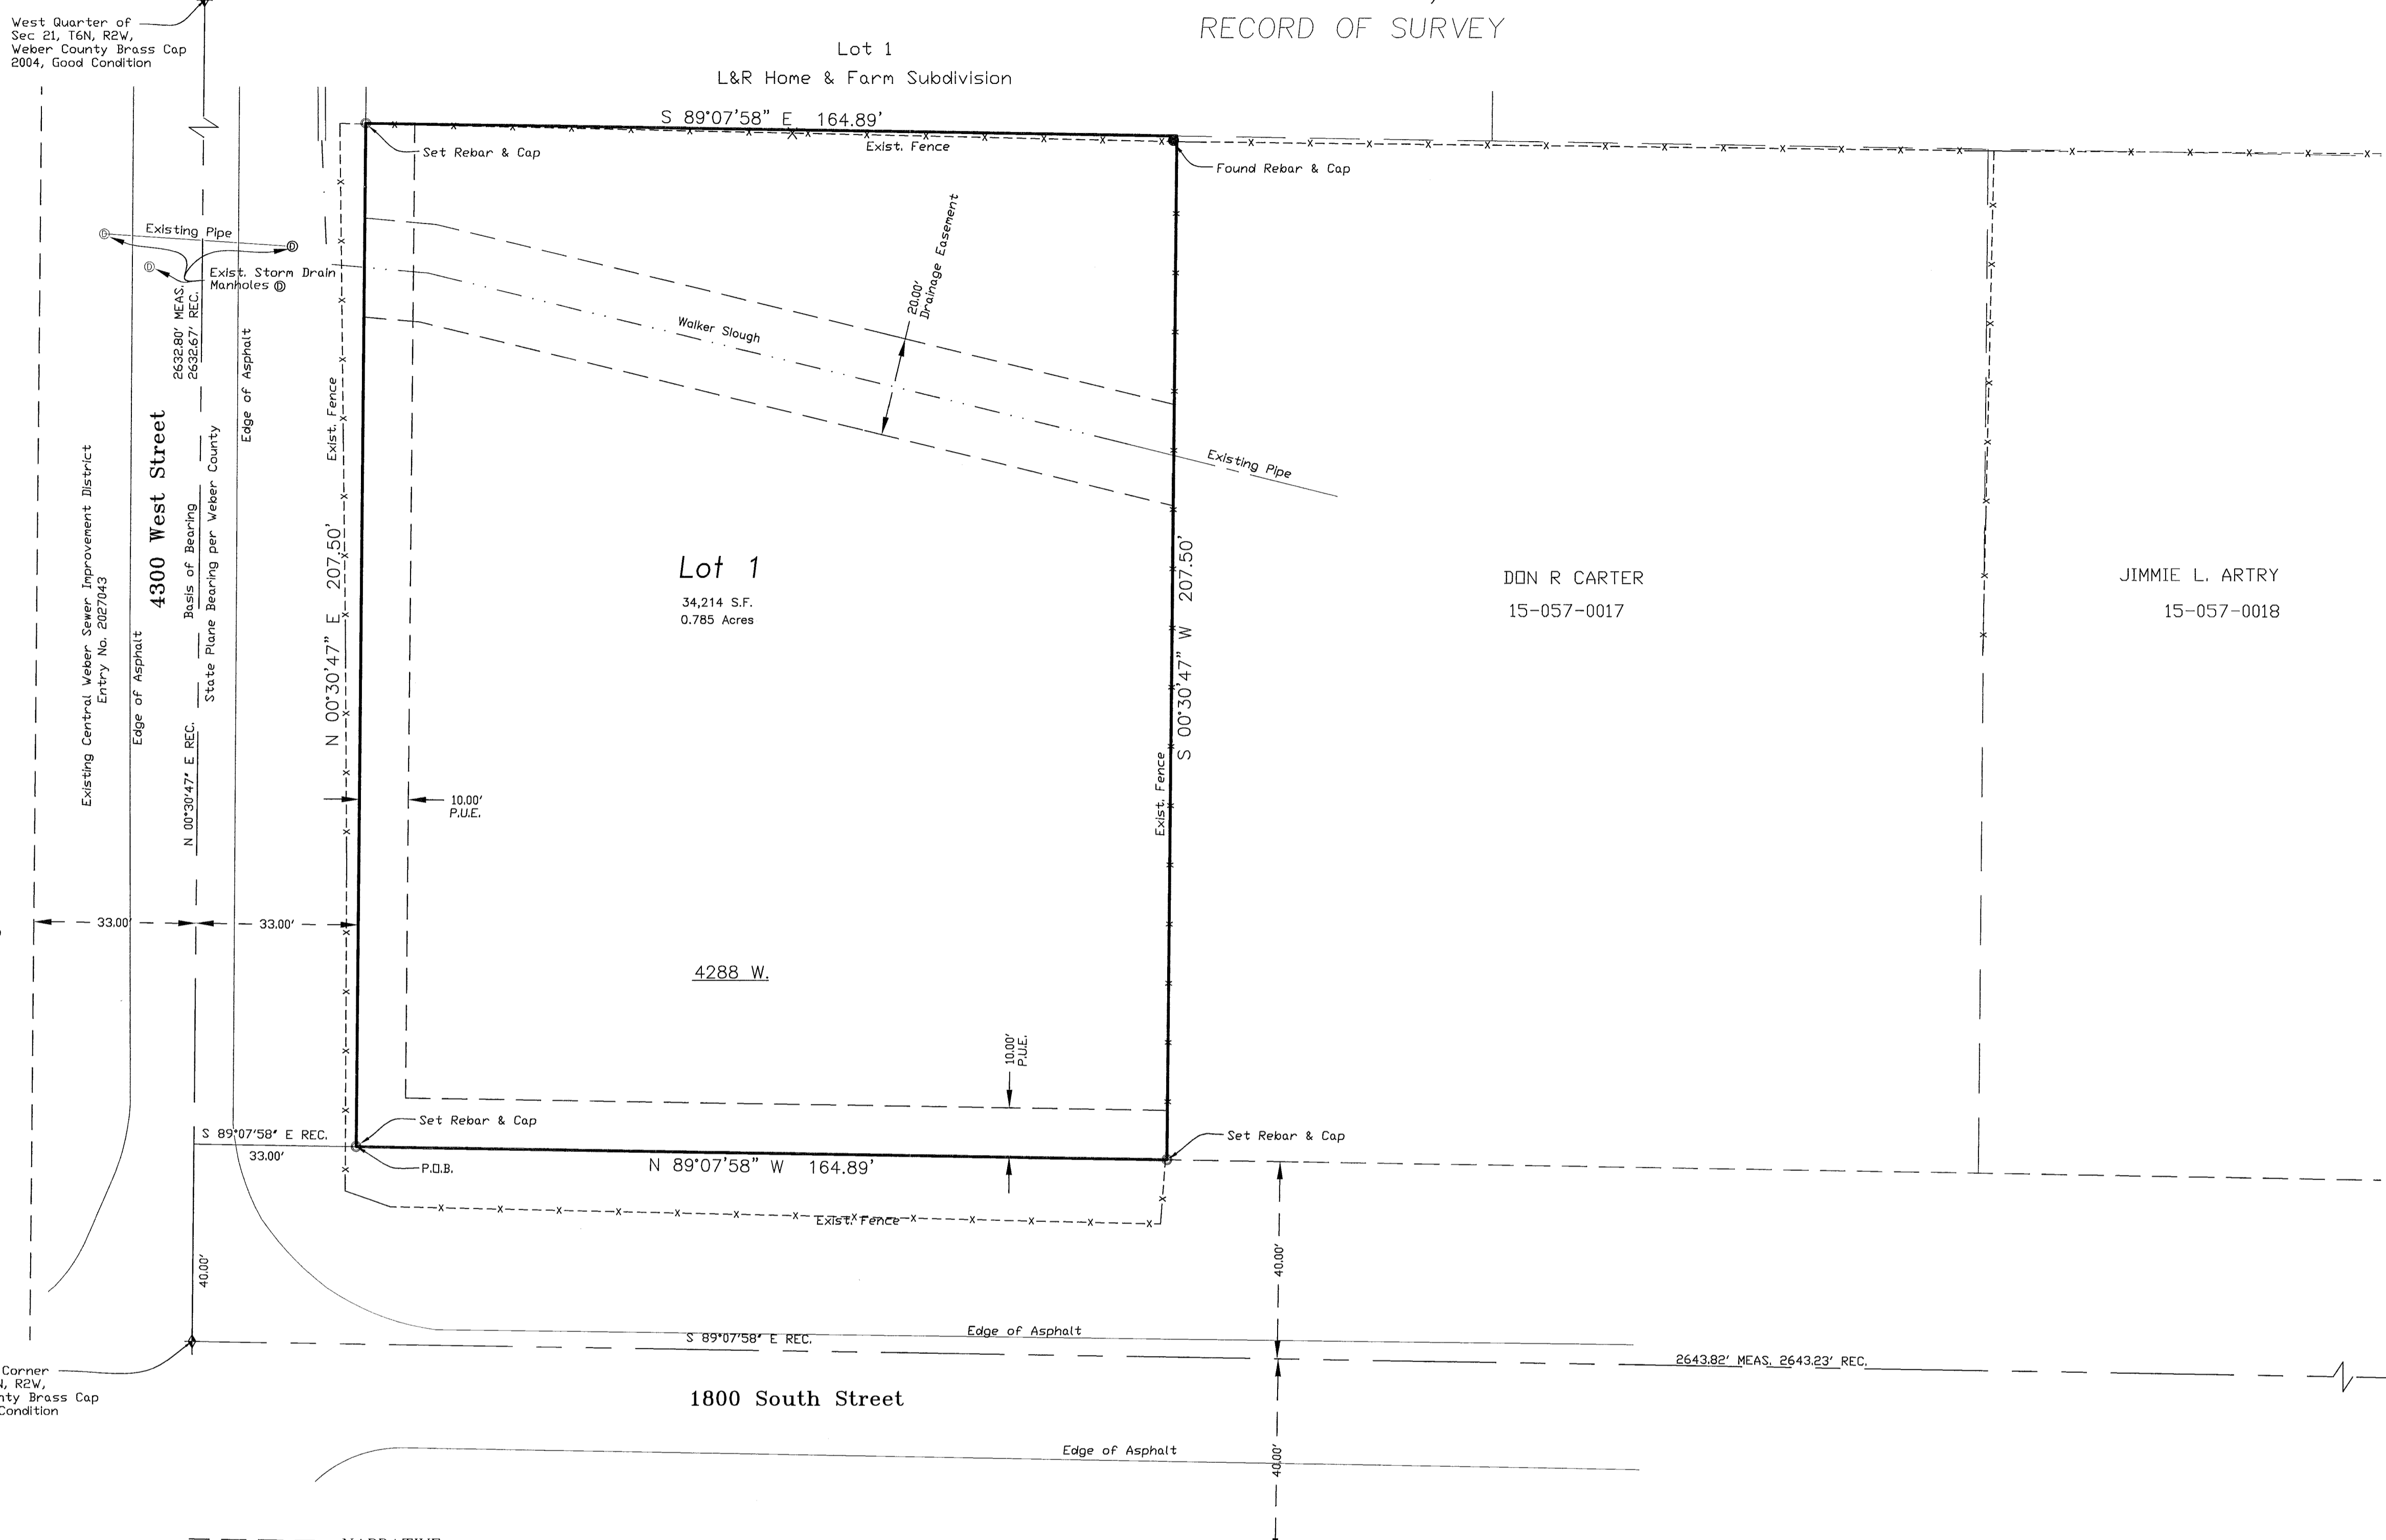 RECORD OF SURVEY
West Quarter of
Sec 21, T6N, R2W,
Weber County Brass Cap
2004, Good Condition
Lot 1
L&R Home & Farm Subdivision
S 89°07'58" E 164.89'
Exist. Fence
Set Rebar & Cap
Found Rebar & Cap
Existing Pipe
Exist. Storm Drain
Manholes Ⓓ
D
D
2632.80' MEAS.
2632.67' REC.
Edge of Asphalt
Exist. Fence
Walker Slough
20.00'
Drainage Easement
Existing Pipe
4300 West Street
Existing Central Weber Sewer Improvement District
Entry No. 2027043
Edge of Asphalt
N 00°30'47" E REC.
Basis of Bearing
State Plane Bearing per Weber County
N 00°30'47" E 207.50'
Lot 1
34,214 S.F.
0.785 Acres
S 00°30'47" W 207.50'
Exist. Fence
DON R CARTER
15-057-0017
JIMMIE L. ARTRY
15-057-0018
10.00'
P.U.E.
33.00'
33.00'
4288 W.
10.00'
P.U.E.
Set Rebar & Cap
S 89°07'58" E REC.
33.00'
P.O.B.
N 89°07'58" W 164.89'
Set Rebar & Cap
Exist. Fence
40.00'
40.00'
S 89°07'58" E REC.
Edge of Asphalt
2643.82' MEAS. 2643.23' REC.
Corner
R2W,
Brass Cap
Condition
1800 South Street
Edge of Asphalt
40.00'